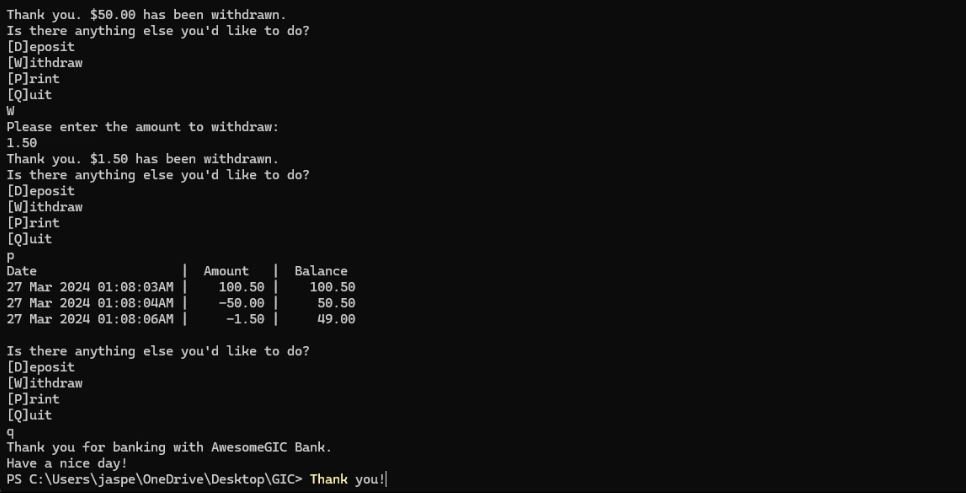 Thank you. $50.00 has been withdrawn.
Is there anything else you'd like to do?
[D]eposit
[W]ithdraw
[P]rint
[Q]uit
W
Please enter the amount to withdraw:
1.50
Thank you. $1.50 has been withdrawn.
Is there anything else you'd like to do?
[D]eposit
[W]ithdraw
[P]rint
[Q]uit
p
Date                   |  Amount   |  Balance
27 Mar 2024 01:08:03AM |    100.50 |    100.50
27 Mar 2024 01:08:04AM |    -50.00 |     50.50
27 Mar 2024 01:08:06AM |     -1.50 |     49.00
Is there anything else you'd like to do?
[D]eposit
[W]ithdraw
[P]rint
[Q]uit
q
Thank you for banking with AwesomeGIC Bank.
Have a nice day!
PS C:\Users\jaspe\OneDrive\Desktop\GIC> Thank you!